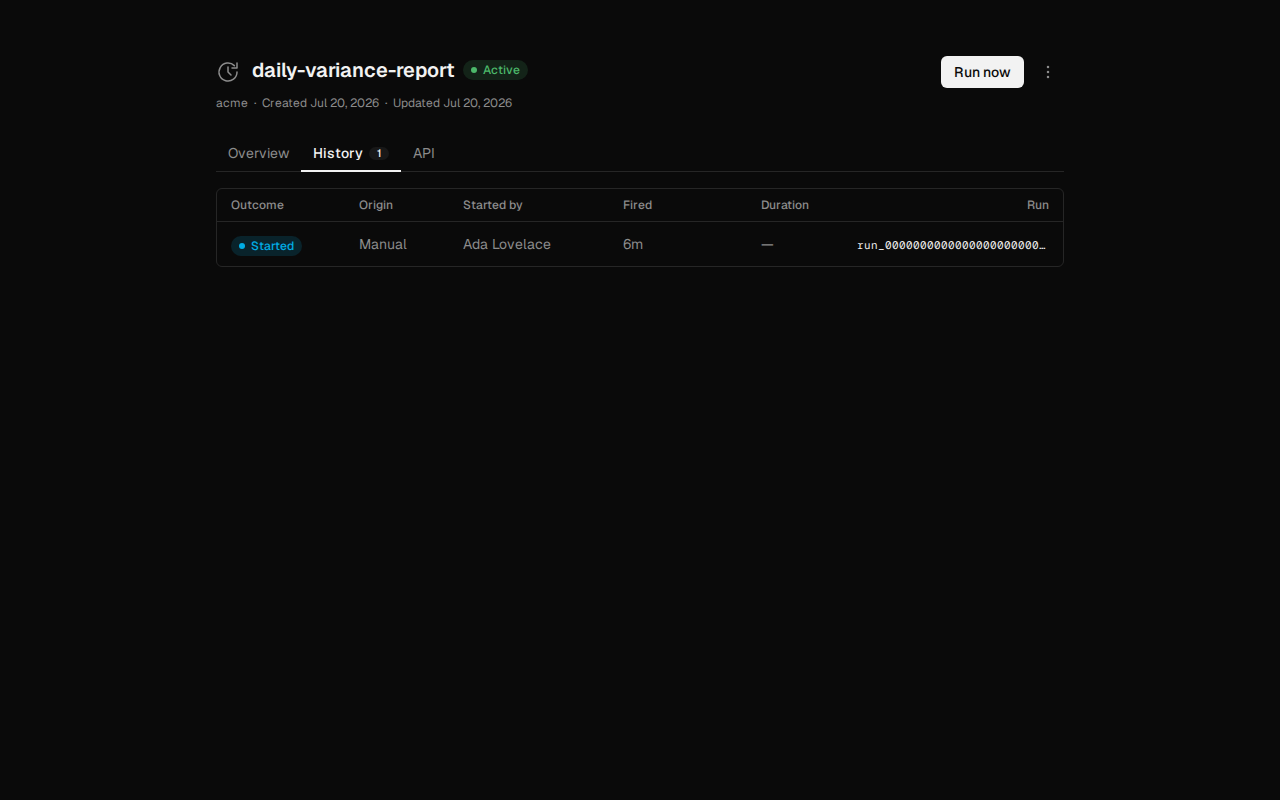 daily-variance-report Active Run now
acme · Created Jul 20, 2026 · Updated Jul 20, 2026
Overview History 1 API
Outcome Origin Started by Fired Duration Run
Started Manual Ada Lovelace 6m — run_0000000000000000000000…